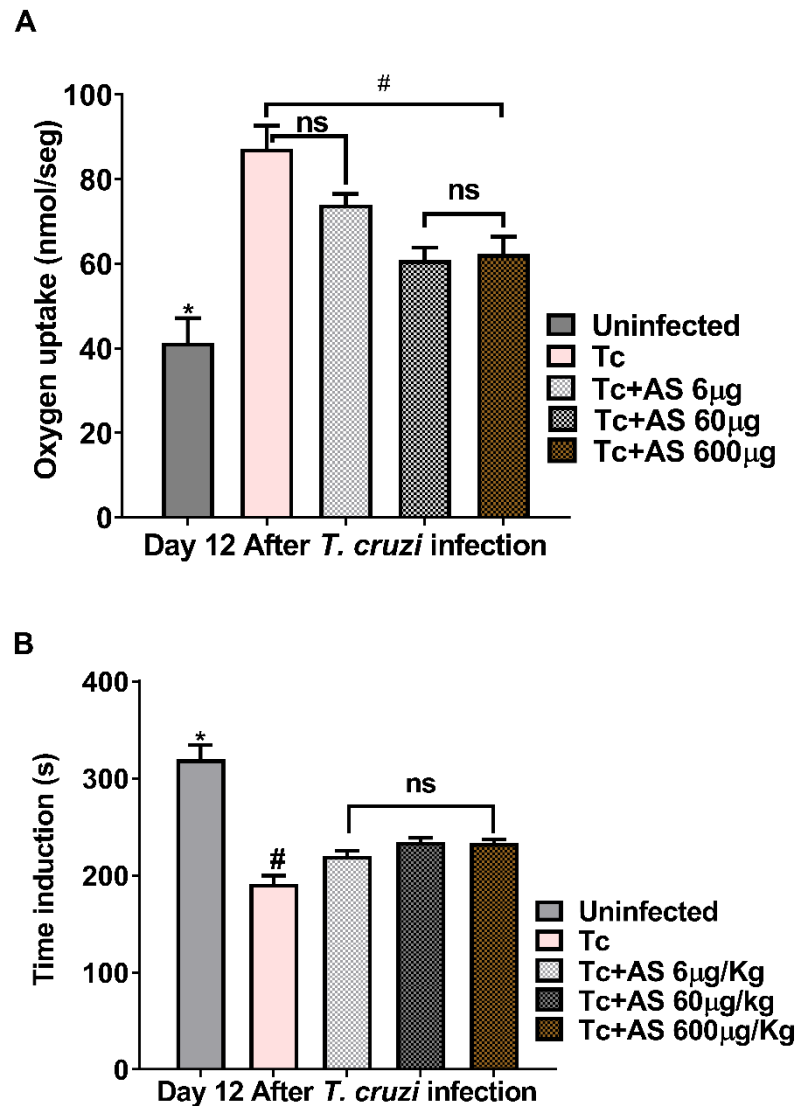 A
Oxygen uptake (nmol/seg)
100
80
60
40
20
0
*
#
ns
ns
Uninfected
Tc
Tc+AS 6μg
Tc+AS 60μg
Tc+AS 600μg
Day 12 After T. cruzi infection
B
Time induction (s)
400
300
200
100
0
*
#
ns
Uninfected
Tc
Tc+AS 6μg/Kg
Tc+AS 60μg/kg
Tc+AS 600μg/Kg
Day 12 After T. cruzi infection